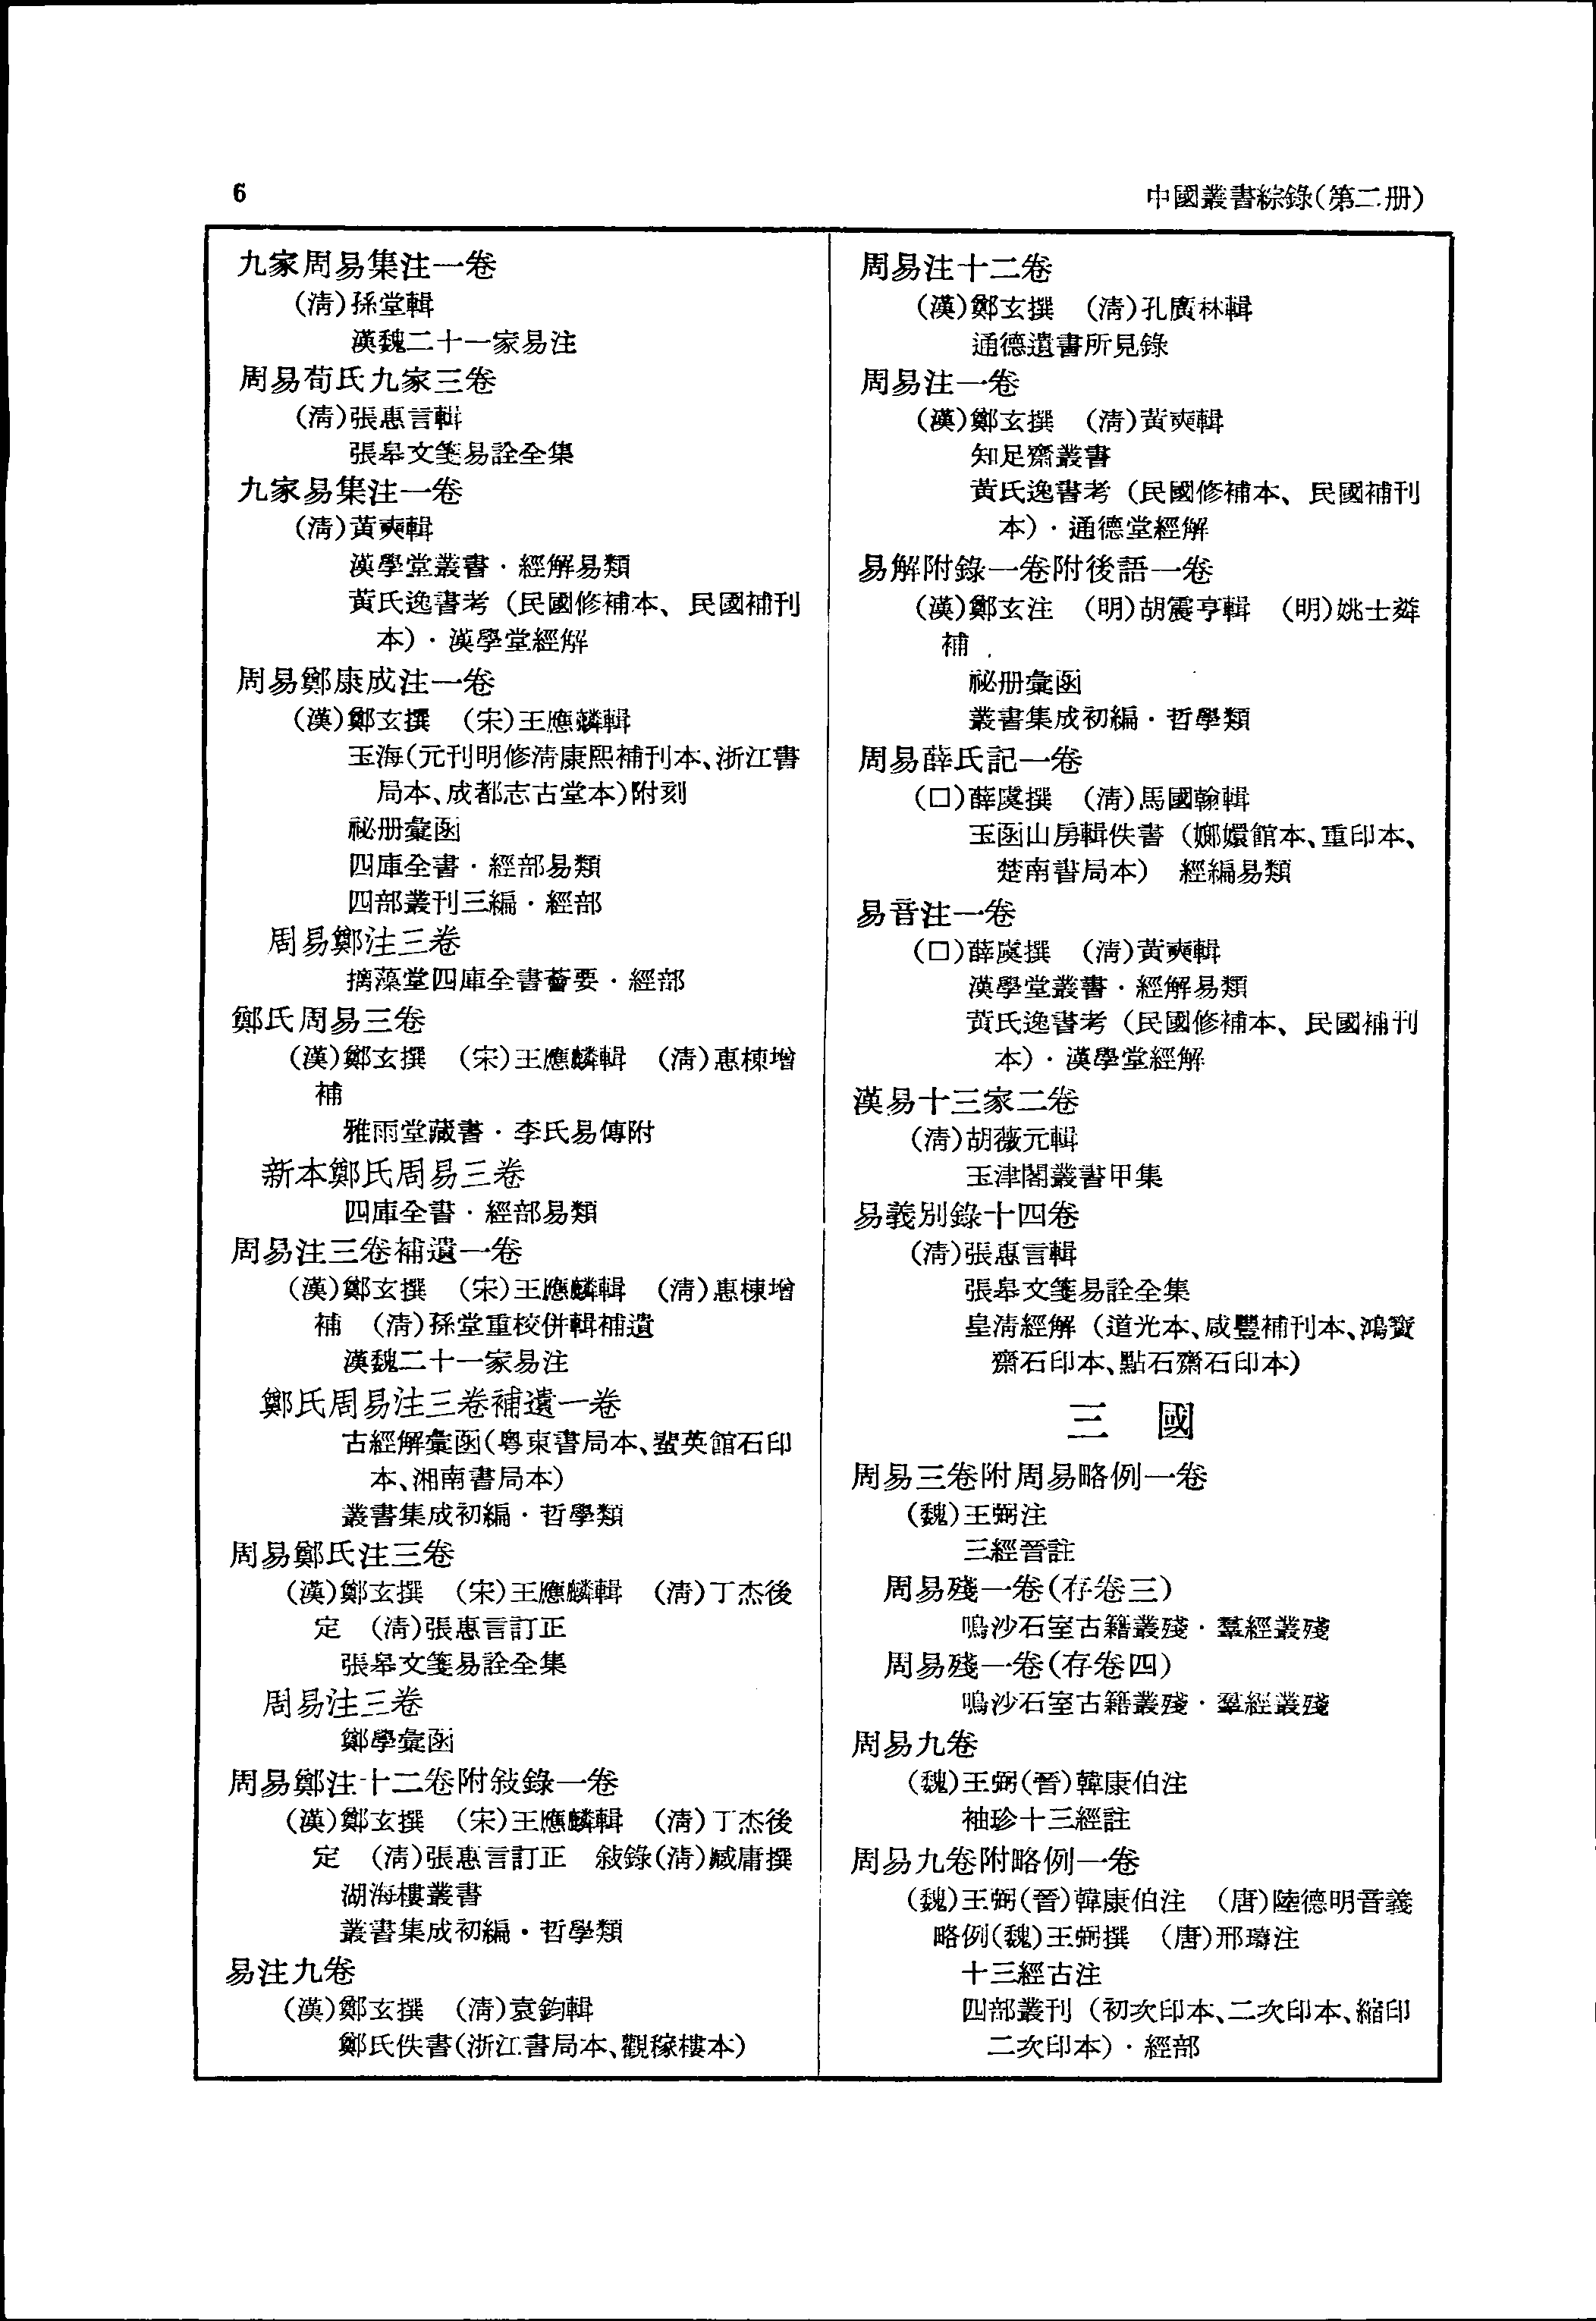 6
中國叢書綜錄(第二册)
九家周易集注一卷
(淸)孫堂輯
漢魏二十一家易注
周易荀氏九家三卷
(淸)張惠言輯
張皋文箋易詮全集
九家易集注一卷
(淸)黃奭輯
漢學堂叢書·經解易類
黃氏逸書考（民國修補本、民國補刊
本）·漢學堂經解
周易鄭康成注一卷
(漢)鄭玄撰　(宋)王應麟輯
玉海(元刊明修淸康熙補刊本、浙江書
局本、成都志古堂本)附刻
祕册彙函
四庫全書·經部易類
四部叢刊三編·經部
周易鄭注三卷
摛藻堂四庫全書薈要·經部
鄭氏周易三卷
(漢)鄭玄撰　(宋)王應麟輯　(淸)惠棟增
補
雅雨堂藏書·李氏易傳附
新本鄭氏周易三卷
四庫全書·經部易類
周易注三卷補遺一卷
(漢)鄭玄撰　(宋)王應麟輯　(淸)惠棟增
補　(淸)孫堂重校併輯補遺
漢魏二十一家易注
鄭氏周易注三卷補遺一卷
古經解彙函(粵東書局本、蜚英館石印
本、湘南書局本)
叢書集成初編·哲學類
周易鄭氏注三卷
(漢)鄭玄撰　(宋)王應麟輯　(淸)丁杰後
定　(淸)張惠言訂正
張皋文箋易詮全集
周易注三卷
鄭學彙函
周易鄭注十二卷附敍錄一卷
(漢)鄭玄撰　(宋)王應麟輯　(淸)丁杰後
定　(淸)張惠言訂正　敍錄(淸)臧庸撰
湖海樓叢書
叢書集成初編·哲學類
易注九卷
(漢)鄭玄撰　(淸)袁鈞輯
鄭氏佚書(浙江書局本、觀稼樓本)
周易注十二卷
(漢)鄭玄撰　(淸)孔廣林輯
通德遺書所見錄
周易注一卷
(漢)鄭玄撰　(淸)黃奭輯
知足齋叢書
黃氏逸書考（民國修補本、民國補刊
本）·通德堂經解
易解附錄一卷附後語一卷
(漢)鄭玄注　(明)胡震亨輯　(明)姚士粦
補
祕册彙函
叢書集成初編·哲學類
周易薛氏記一卷
(□)薛虞撰　(淸)馬國翰輯
玉函山房輯佚書（嫏嬛館本、重印本、
楚南書局本）　經編易類
易音注一卷
(□)薛虞撰　(淸)黃奭輯
漢學堂叢書·經解易類
黃氏逸書考（民國修補本、民國補刊
本）·漢學堂經解
漢易十三家二卷
(淸)胡薇元輯
玉津閣叢書甲集
易義別錄十四卷
(淸)張惠言輯
張皋文箋易詮全集
皇淸經解（道光本、咸豐補刊本、鴻寶
齋石印本、點石齋石印本）
三　國
周易三卷附周易略例一卷
(魏)王弼注
三經晉註
周易殘一卷(存卷三)
鳴沙石室古籍叢殘·羣經叢殘
周易殘一卷(存卷四)
鳴沙石室古籍叢殘·羣經叢殘
周易九卷
(魏)王弼(晉)韓康伯注
袖珍十三經註
周易九卷附略例一卷
(魏)王弼(晉)韓康伯注　(唐)陸德明音義
略例(魏)王弼撰　(唐)邢璹注
十三經古注
四部叢刊（初次印本、二次印本、縮印
二次印本）·經部